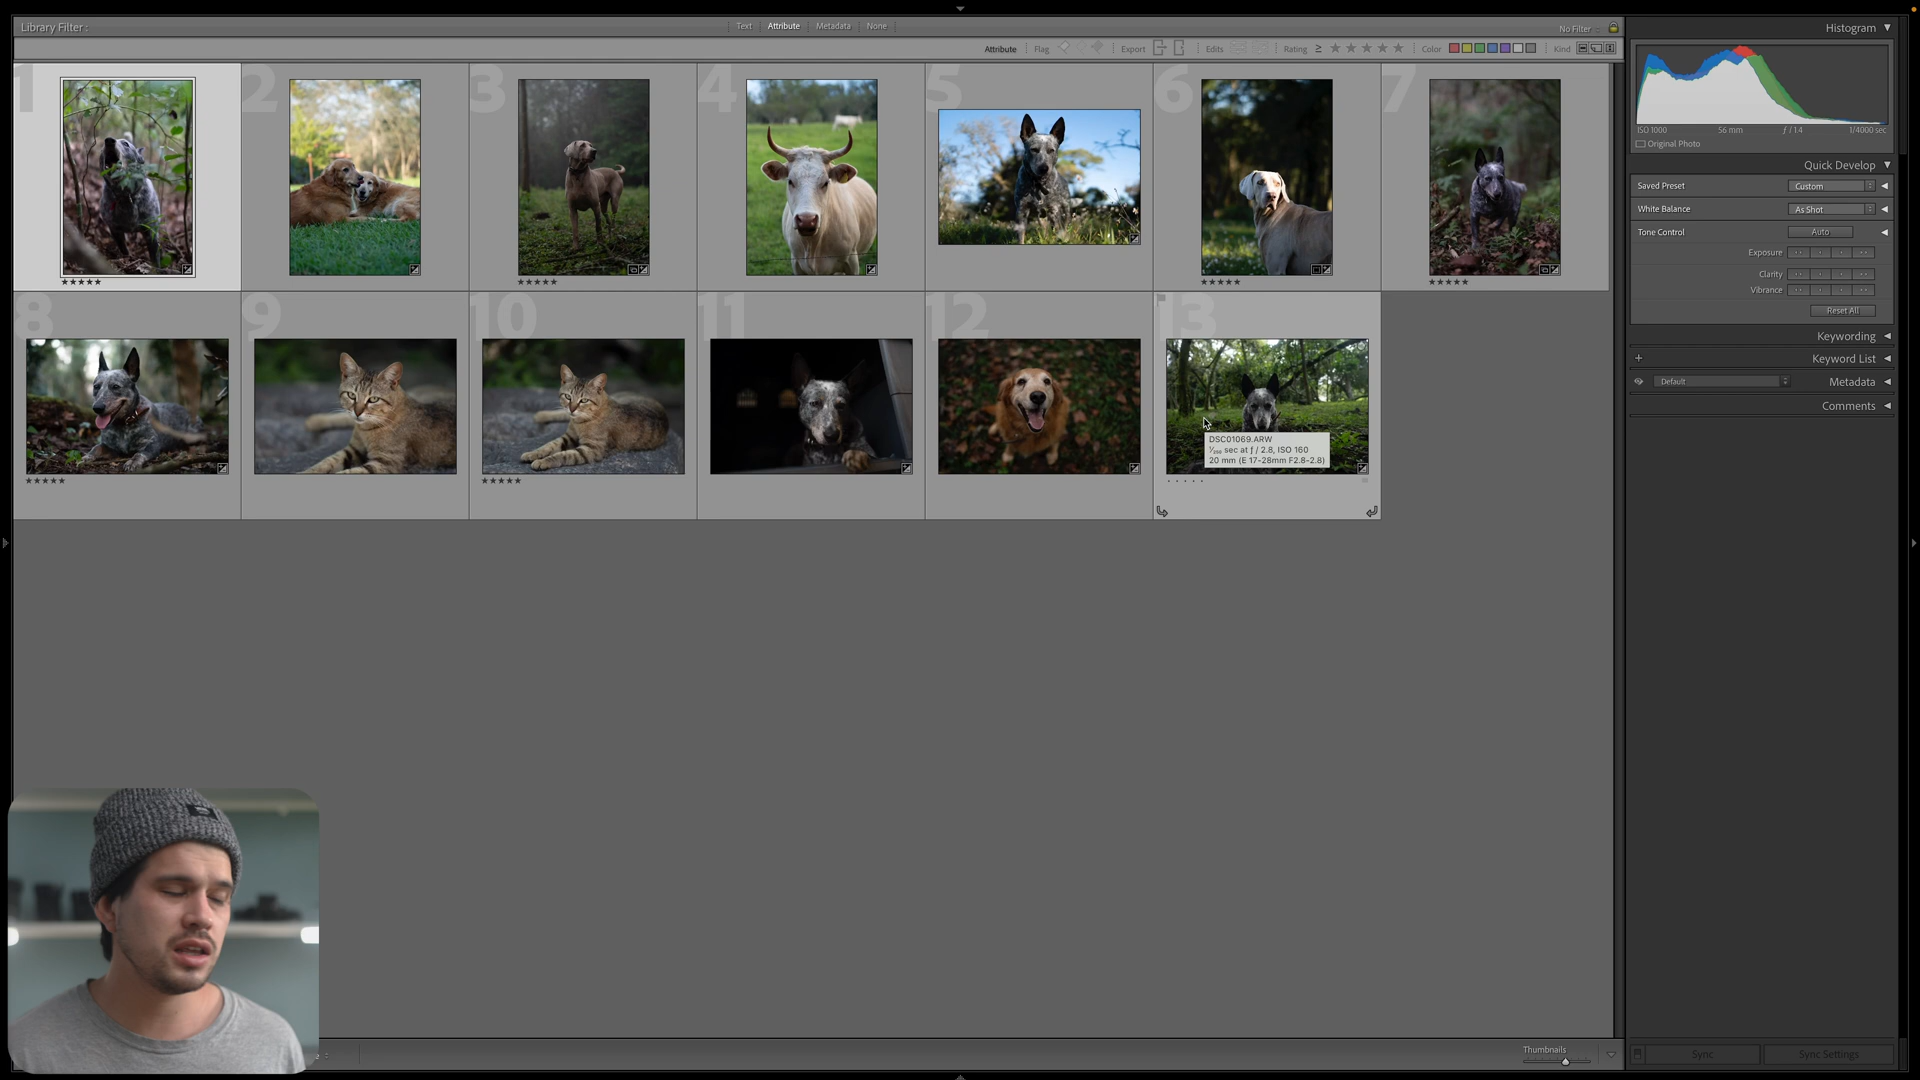 Library Filter :
Text Attribute Metadata None
No Filter
Attribute Flag Export Edits Rating ≥ ★ ★ ★ ★ ★ Color Kind
1 2 3 4 5 6 7
★★★★★ ★★★★★ ★★★★★ ★★★★★
8 9 10 11 12 13
DSC01069.ARW
sec at ƒ / 2.8, ISO 160
20 mm (E 17-28mm F2.8-2.8)
★★★★★ ★★★★★
Histogram
ISO 1000 56 mm ƒ / 1.4 1/4000 sec
Original Photo
Quick Develop
Saved Preset Custom
White Balance As Shot
Tone Control Auto
Exposure
Clarity
Vibrance
Reset All
Keywording
+ Keyword List
Default Metadata
Comments
Thumbnails
Sync Sync Settings